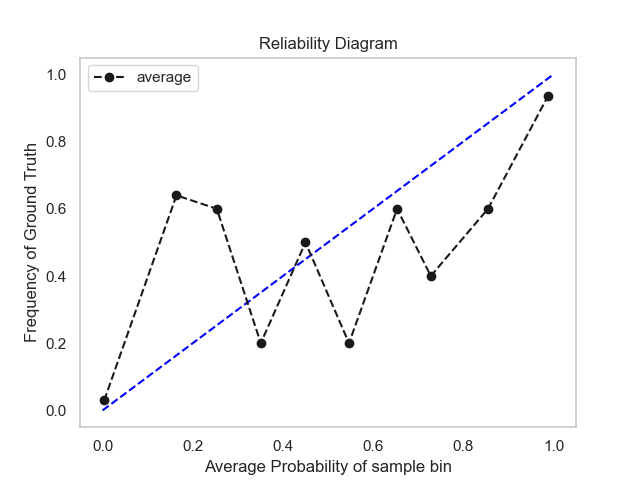 Reliability Diagram
average
Frequency of Ground Truth
1.0
0.8
0.6
0.4
0.2
0.0
0.0 0.2 0.4 0.6 0.8 1.0
Average Probability of sample bin